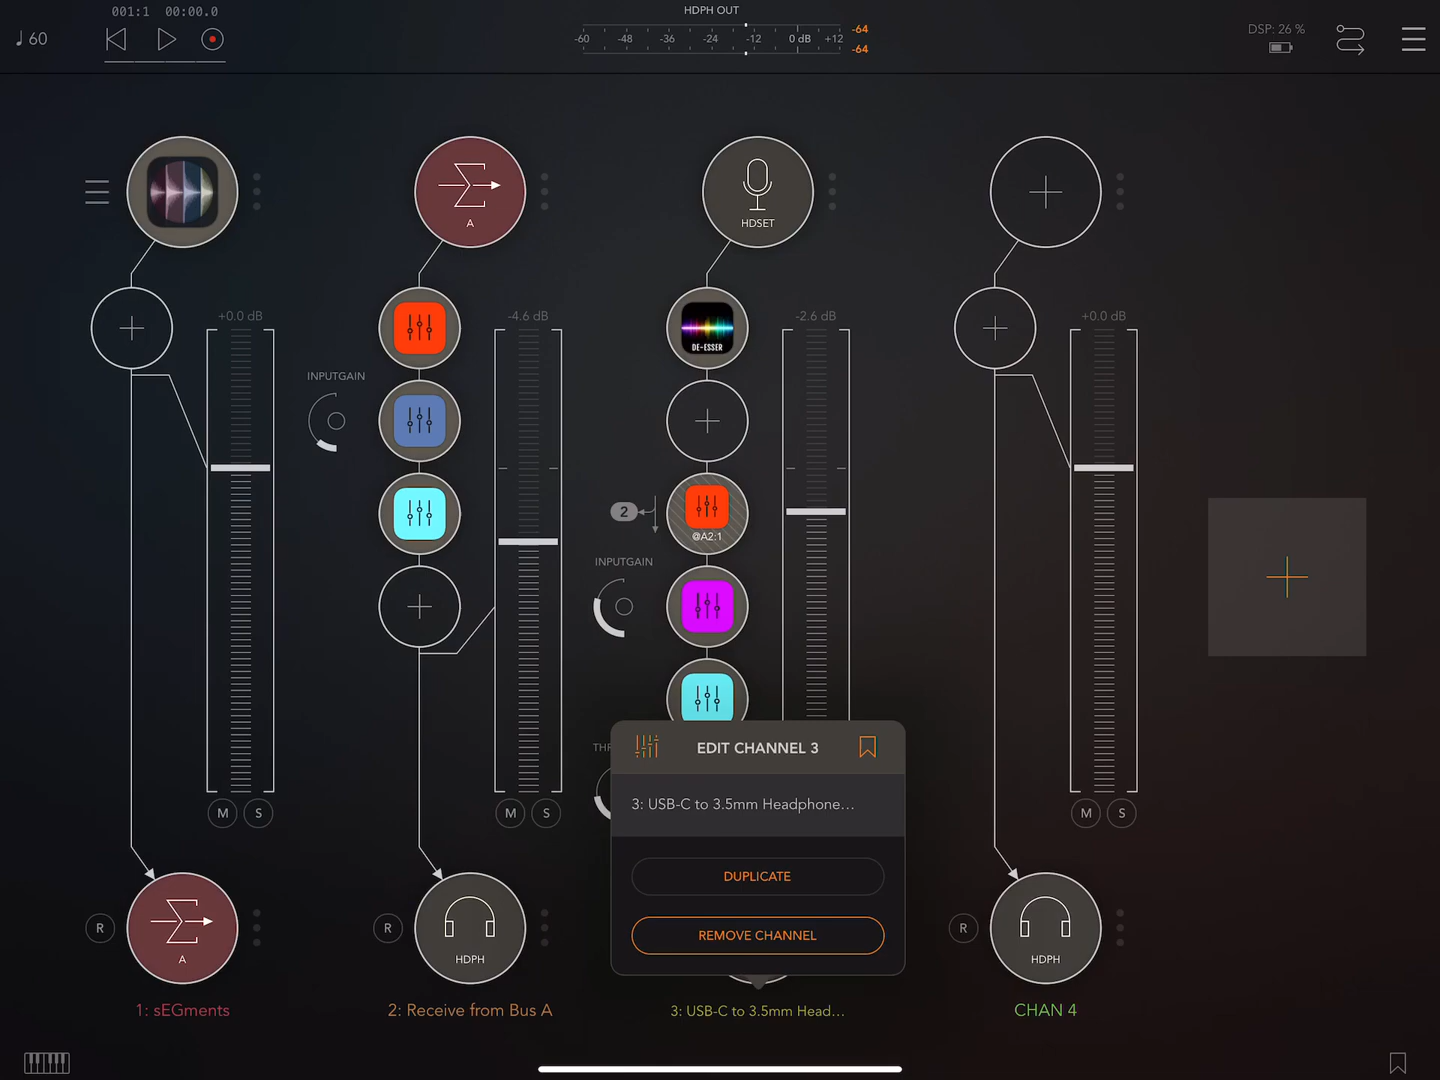 001:1 00:00.0
HDPH OUT
♩ 60
-60 -48 -36 -24 -12 0 dB +12
-64
-64
DSP: 26 %
A
HDSET
+0.0 dB
-4.6 dB
-2.6 dB
+0.0 dB
DE-ESSER
INPUTGAIN
2
@A2:1
INPUTGAIN
EDIT CHANNEL 3
3: USB-C to 3.5mm Headphone...
DUPLICATE
REMOVE CHANNEL
THR
M S
M S
M S
R
A
R
HDPH
R
HDPH
1: sEGments
2: Receive from Bus A
3: USB-C to 3.5mm Head...
CHAN 4